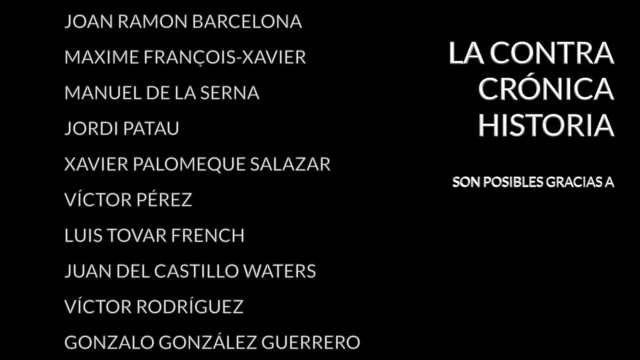 JOAN RAMON BARCELONA
MAXIME FRANÇOIS-XAVIER
MANUEL DE LA SERNA
JORDI PATAU
XAVIER PALOMEQUE SALAZAR
VÍCTOR PÉREZ
LUIS TOVAR FRENCH
JUAN DEL CASTILLO WATERS
VÍCTOR RODRÍGUEZ
GONZALO GONZÁLEZ GUERRERO
LA CONTRA
CRÓNICA
HISTORIA
SON POSIBLES GRACIAS A